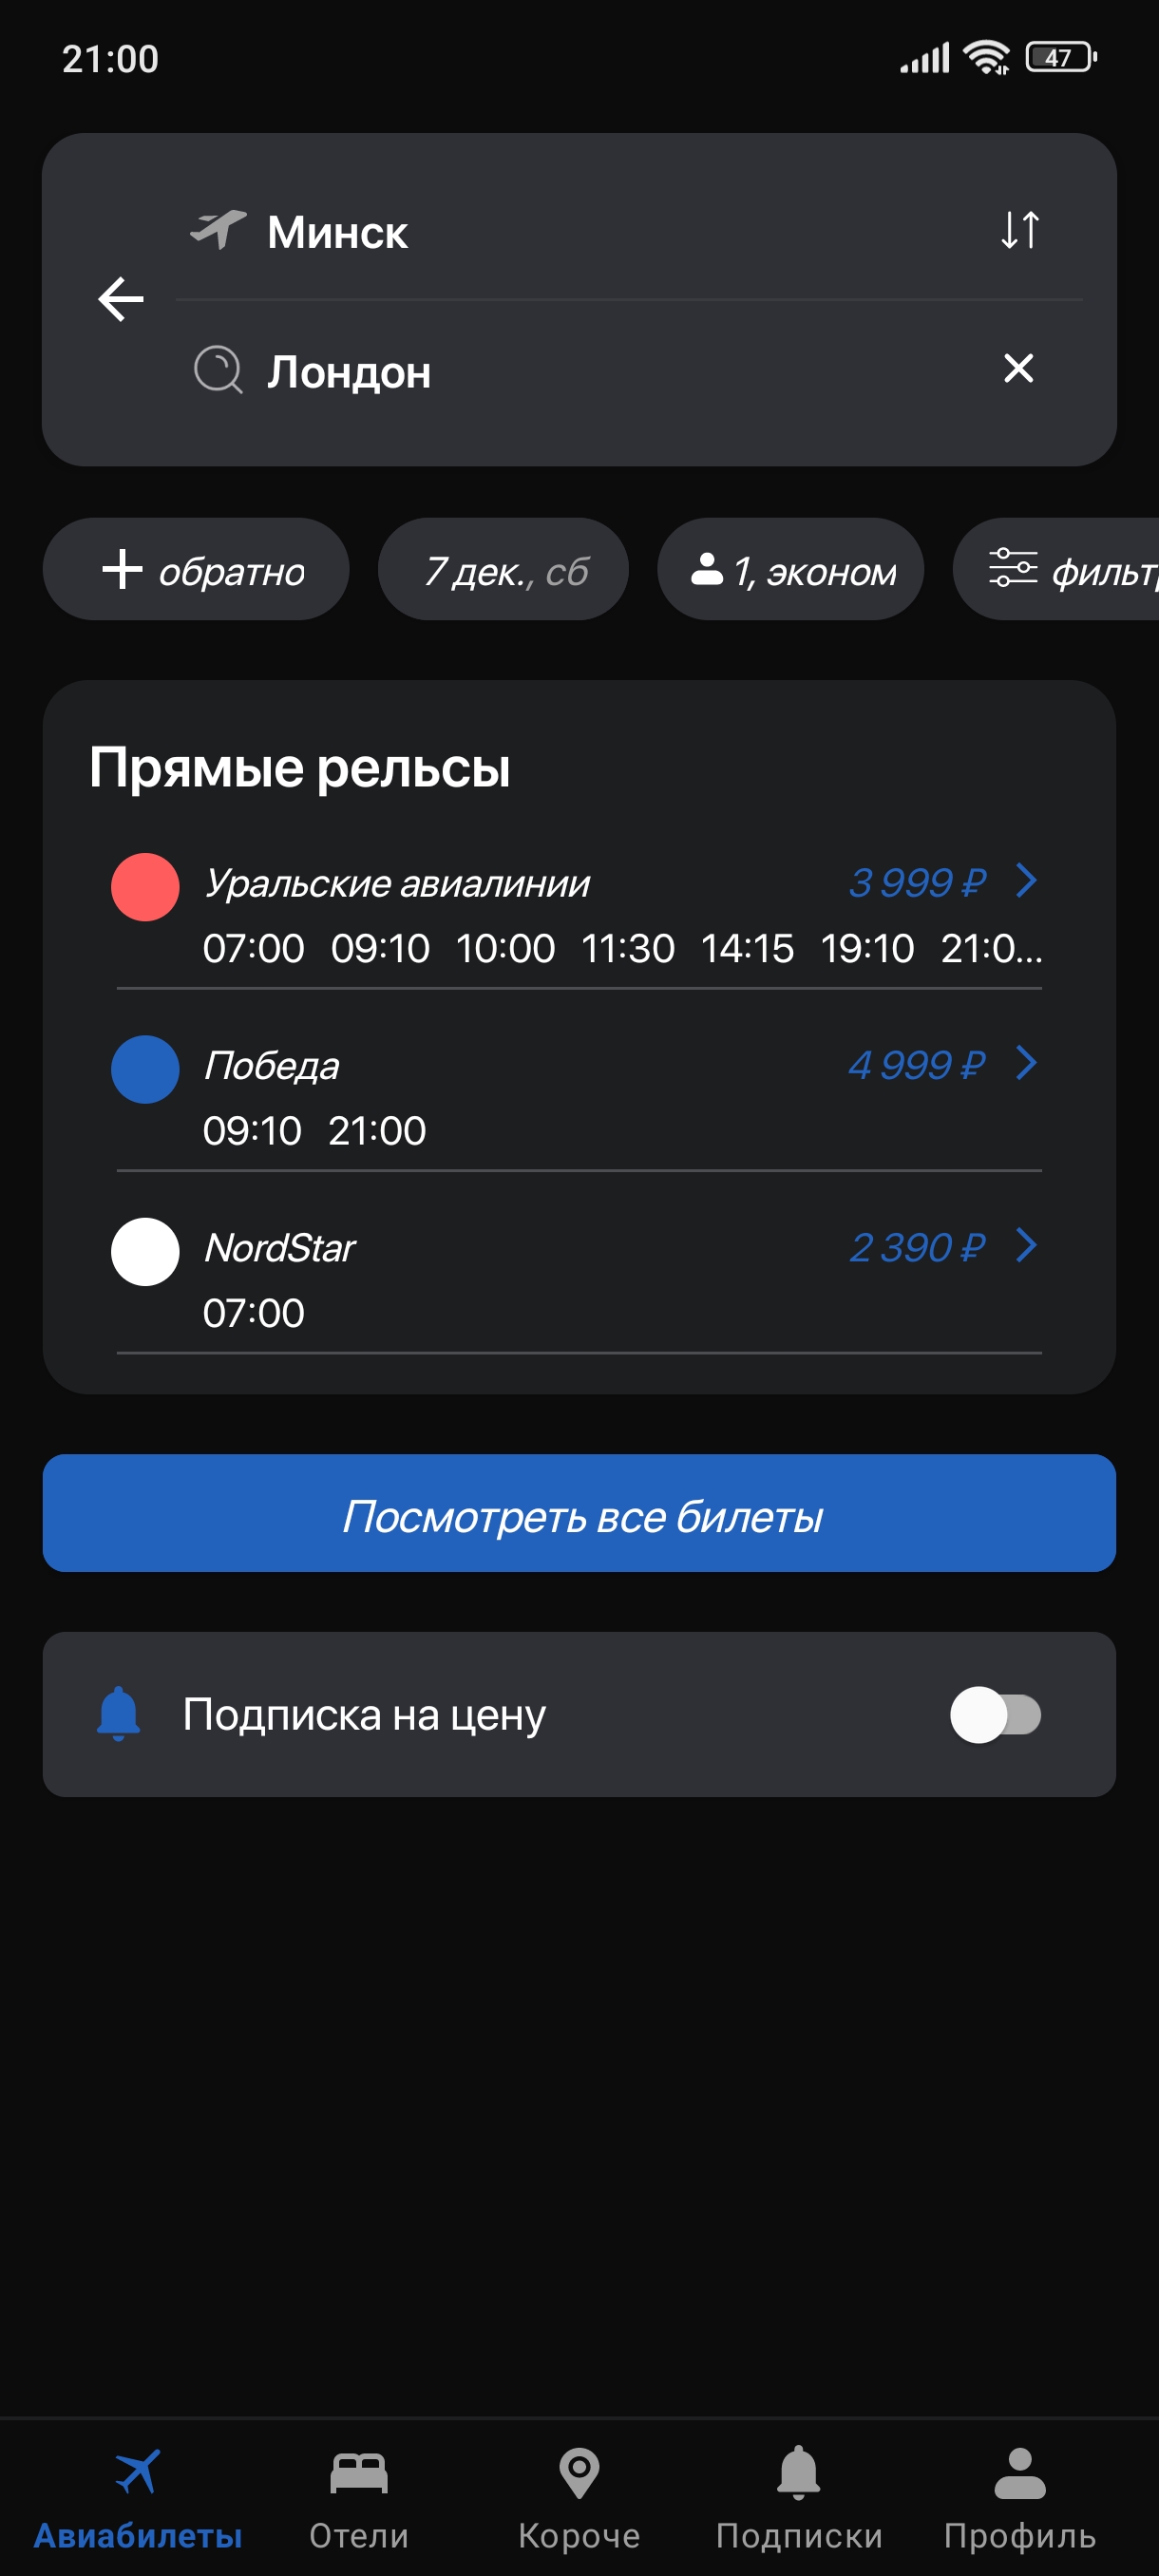 21:00
47
Минск
Лондон
обратно
7 дек., сб
1, эконом
фильт
Прямые рельсы
Уральские авиалинии 3 999 ₽
07:00 09:10 10:00 11:30 14:15 19:10 21:0...
Победа 4 999 ₽
09:10 21:00
NordStar 2 390 ₽
07:00
Посмотреть все билеты
Подписка на цену
Авиабилеты Отели Короче Подписки Профиль